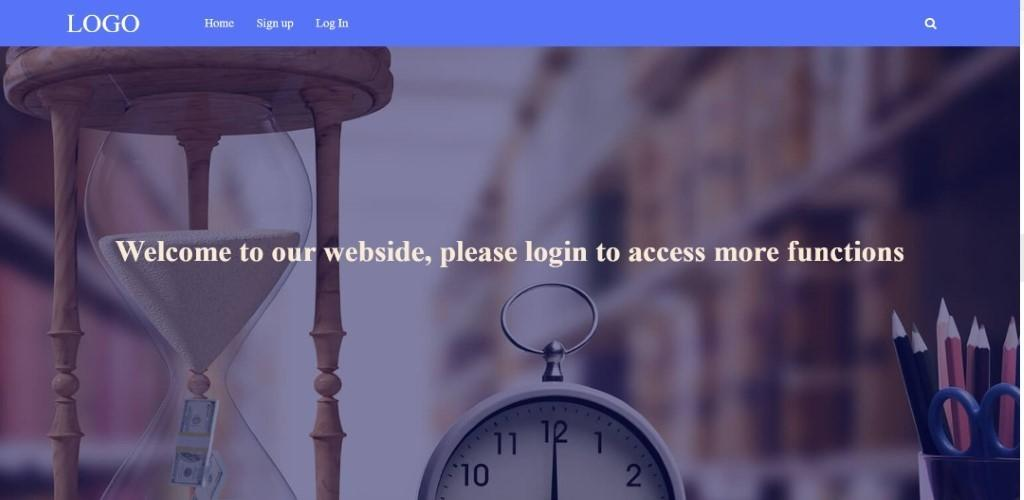 LOGO Home Sign up Log In
Welcome to our webside, please login to access more functions
11 12 1
10 2